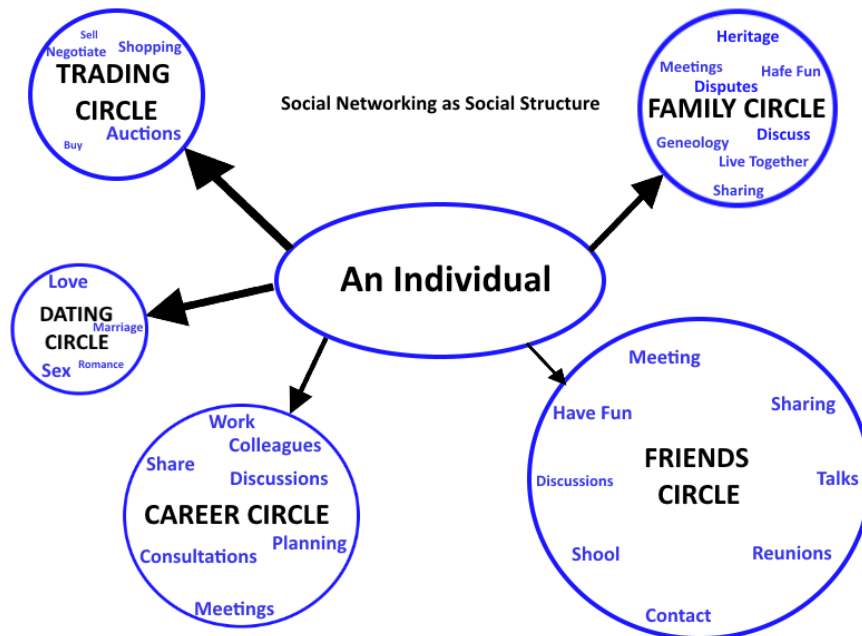 Sell
Negotiate
Shopping
TRADING
CIRCLE
Auctions
Buy
Social Networking as Social Structure
Heritage
Meetings
Hafe Fun
Disputes
FAMILY CIRCLE
Discuss
Geneology
Live Together
Sharing
An Individual
Love
DATING
Marriage
CIRCLE
Romance
Sex
Work
Colleagues
Share
Discussions
CAREER CIRCLE
Planning
Consultations
Meetings
Meeting
Sharing
Have Fun
FRIENDS
CIRCLE
Discussions
Talks
Shool
Reunions
Contact